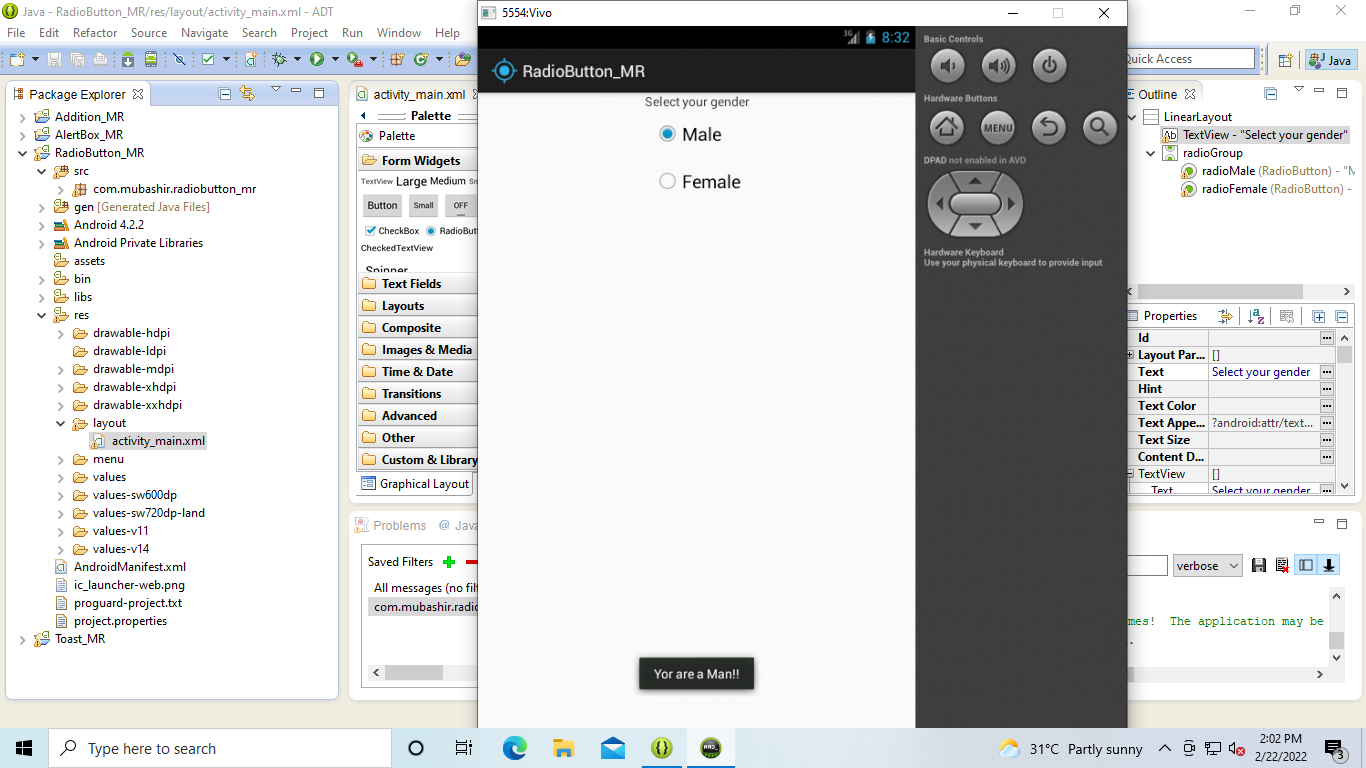 Java - RadioButton_MR/res/layout/activity_main.xml - ADT
File Edit Refactor Source Navigate Search Project Run Window Help
Quick Access
Java
Package Explorer
Addition_MR
AlertBox_MR
RadioButton_MR
src
com.mubashir.radiobutton_mr
gen [Generated Java Files]
Android 4.2.2
Android Private Libraries
assets
bin
libs
res
drawable-hdpi
drawable-ldpi
drawable-mdpi
drawable-xhdpi
drawable-xxhdpi
layout
activity_main.xml
menu
values
values-sw600dp
values-sw720dp-land
values-v11
values-v14
AndroidManifest.xml
ic_launcher-web.png
proguard-project.txt
project.properties
Toast_MR
activity_main.xml
Palette
Palette
Form Widgets
TextView Large Medium Sm
Button Small OFF
CheckBox RadioButt
CheckedTextView
Spinner
Text Fields
Layouts
Composite
Images & Media
Time & Date
Transitions
Advanced
Other
Custom & Library
Graphical Layout
Problems @ Java
Saved Filters
All messages (no filt
com.mubashir.radio
5554:Vivo
3G 8:32
RadioButton_MR
Select your gender
Male
Female
Yor are a Man!!
Basic Controls
Hardware Buttons
MENU
DPAD not enabled in AVD
Hardware Keyboard
Use your physical keyboard to provide input
Outline
LinearLayout
Ab TextView - "Select your gender"
radioGroup
radioMale (RadioButton) - "M
radioFemale (RadioButton) -
Properties
Id
Layout Par... []
Text Select your gender
Hint
Text Color
Text Appe... ?android:attr/text...
Text Size
Content D...
TextView []
Text Select your gender
verbose
mes! The application may be
Type here to search
31°C Partly sunny
2:02 PM
2/22/2022
3